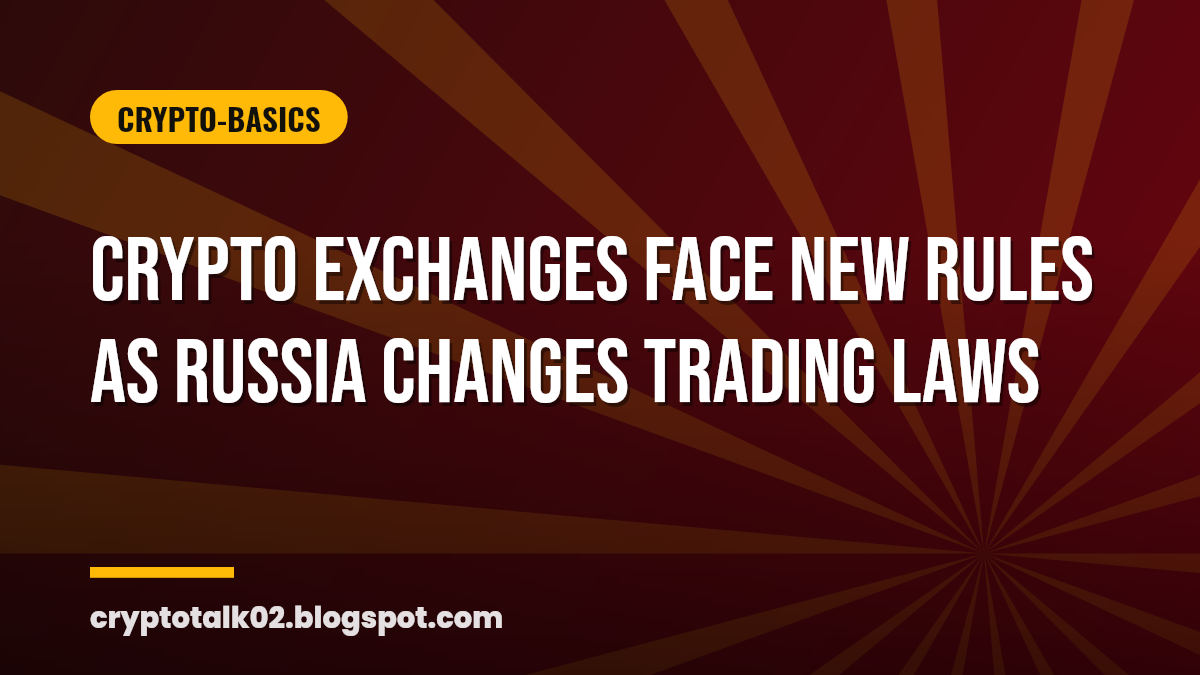 CRYPTO-BASICS
CRYPTO EXCHANGES FACE NEW RULES
AS RUSSIA CHANGES TRADING LAWS
cryptotalk02.blogspot.com